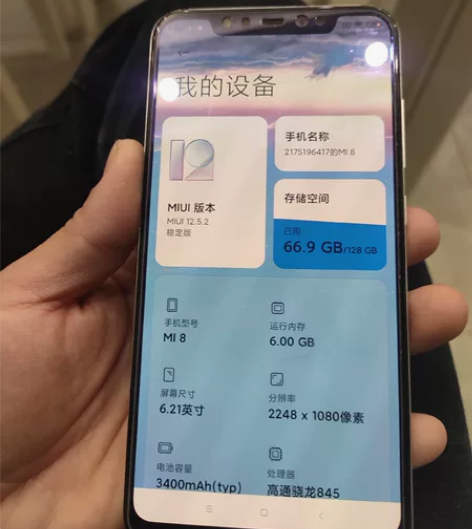 我的设备
12
MIUI 版本
MIUI 12.5.2
稳定版
手机名称
2175196417的MI 8
存储空间
已用
66.9 GB/128 GB
手机型号
MI 8
运行内存
6.00 GB
屏幕尺寸
6.21英寸
分辨率
2248 x 1080像素
电池容量
3400mAh(typ)
处理器
高通骁龙845